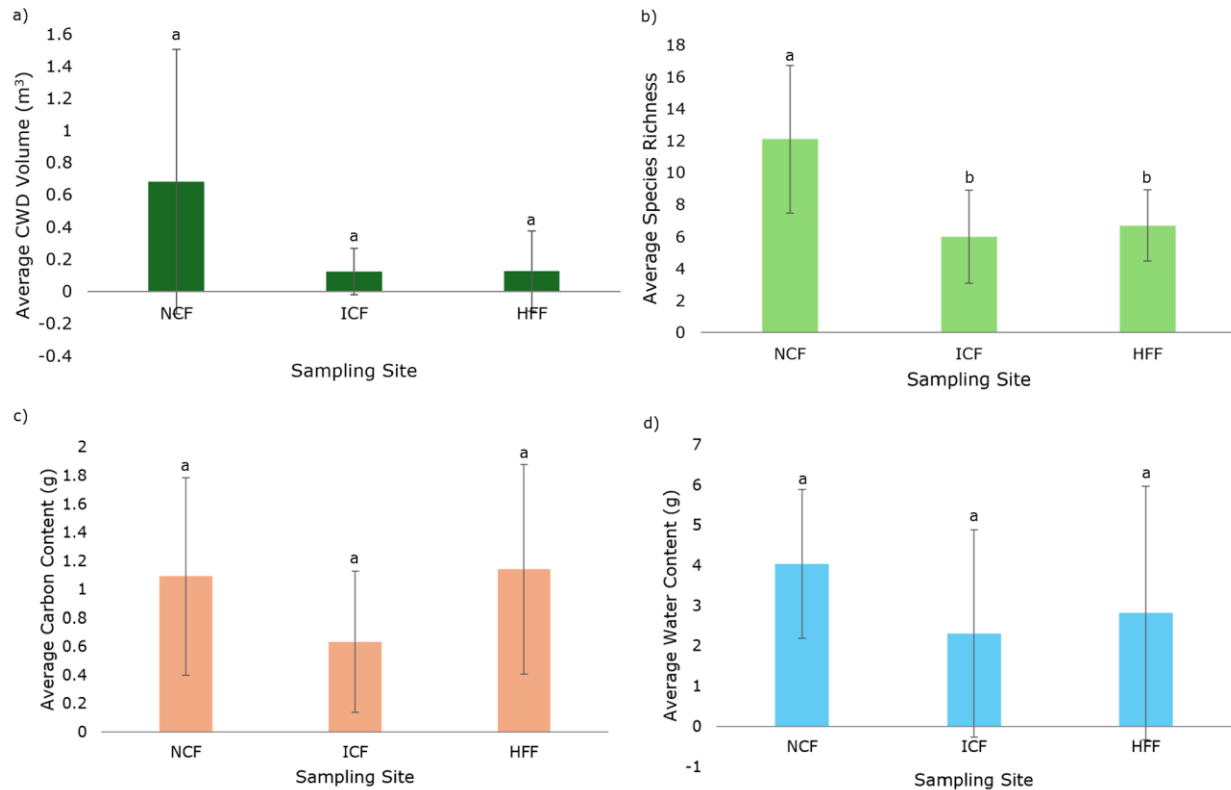 a)
Average CWD Volume (m³)
1.6
1.4
1.2
1
0.8
0.6
0.4
0.2
0
-0.2
-0.4
a
a
a
NCF
ICF
HFF
Sampling Site
b)
Average Species Richness
18
16
14
12
10
8
6
4
2
0
a
b
b
NCF
ICF
HFF
Sampling Site
c)
Average Carbon Content (g)
2
1.8
1.6
1.4
1.2
1
0.8
0.6
0.4
0.2
0
a
a
a
NCF
ICF
HFF
Sampling Site
d)
Average Water Content (g)
7
6
5
4
3
2
1
0
-1
a
a
a
NCF
ICF
HFF
Sampling Site